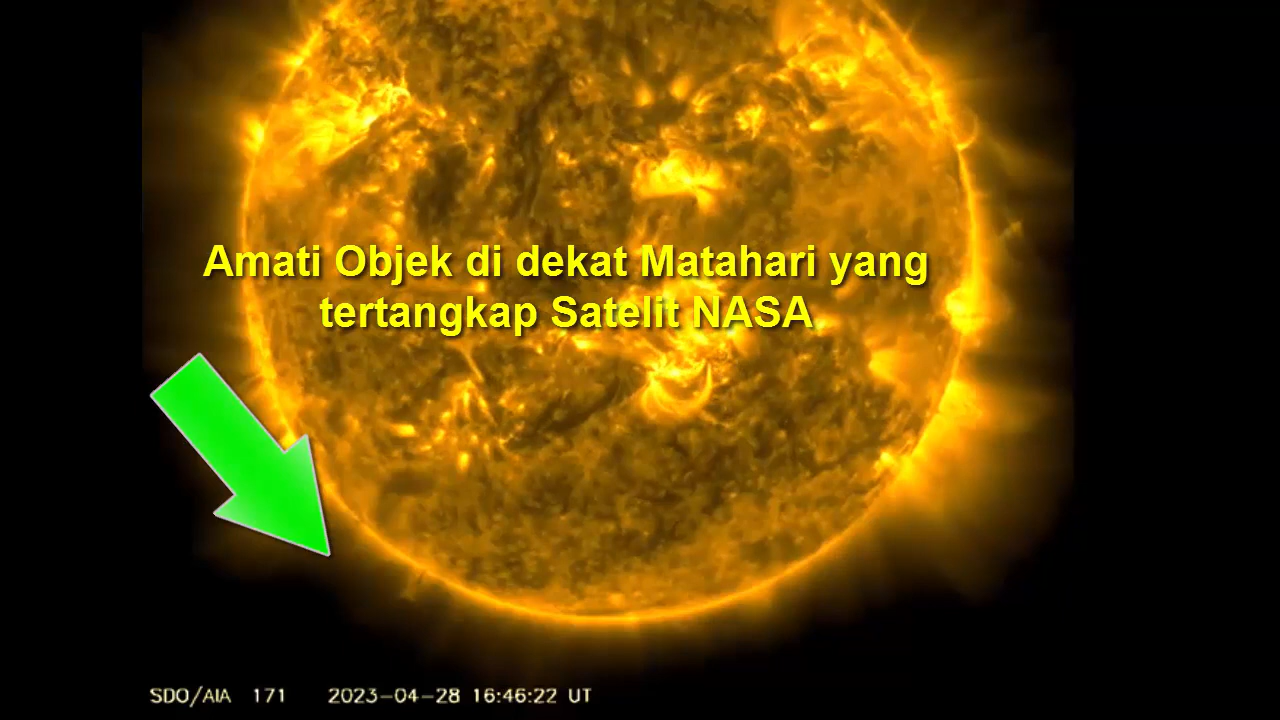 Amati Objek di dekat Matahari yang
tertangkap Satelit NASA
SDO/AIA 171 2023-04-28 16:46:22 UT